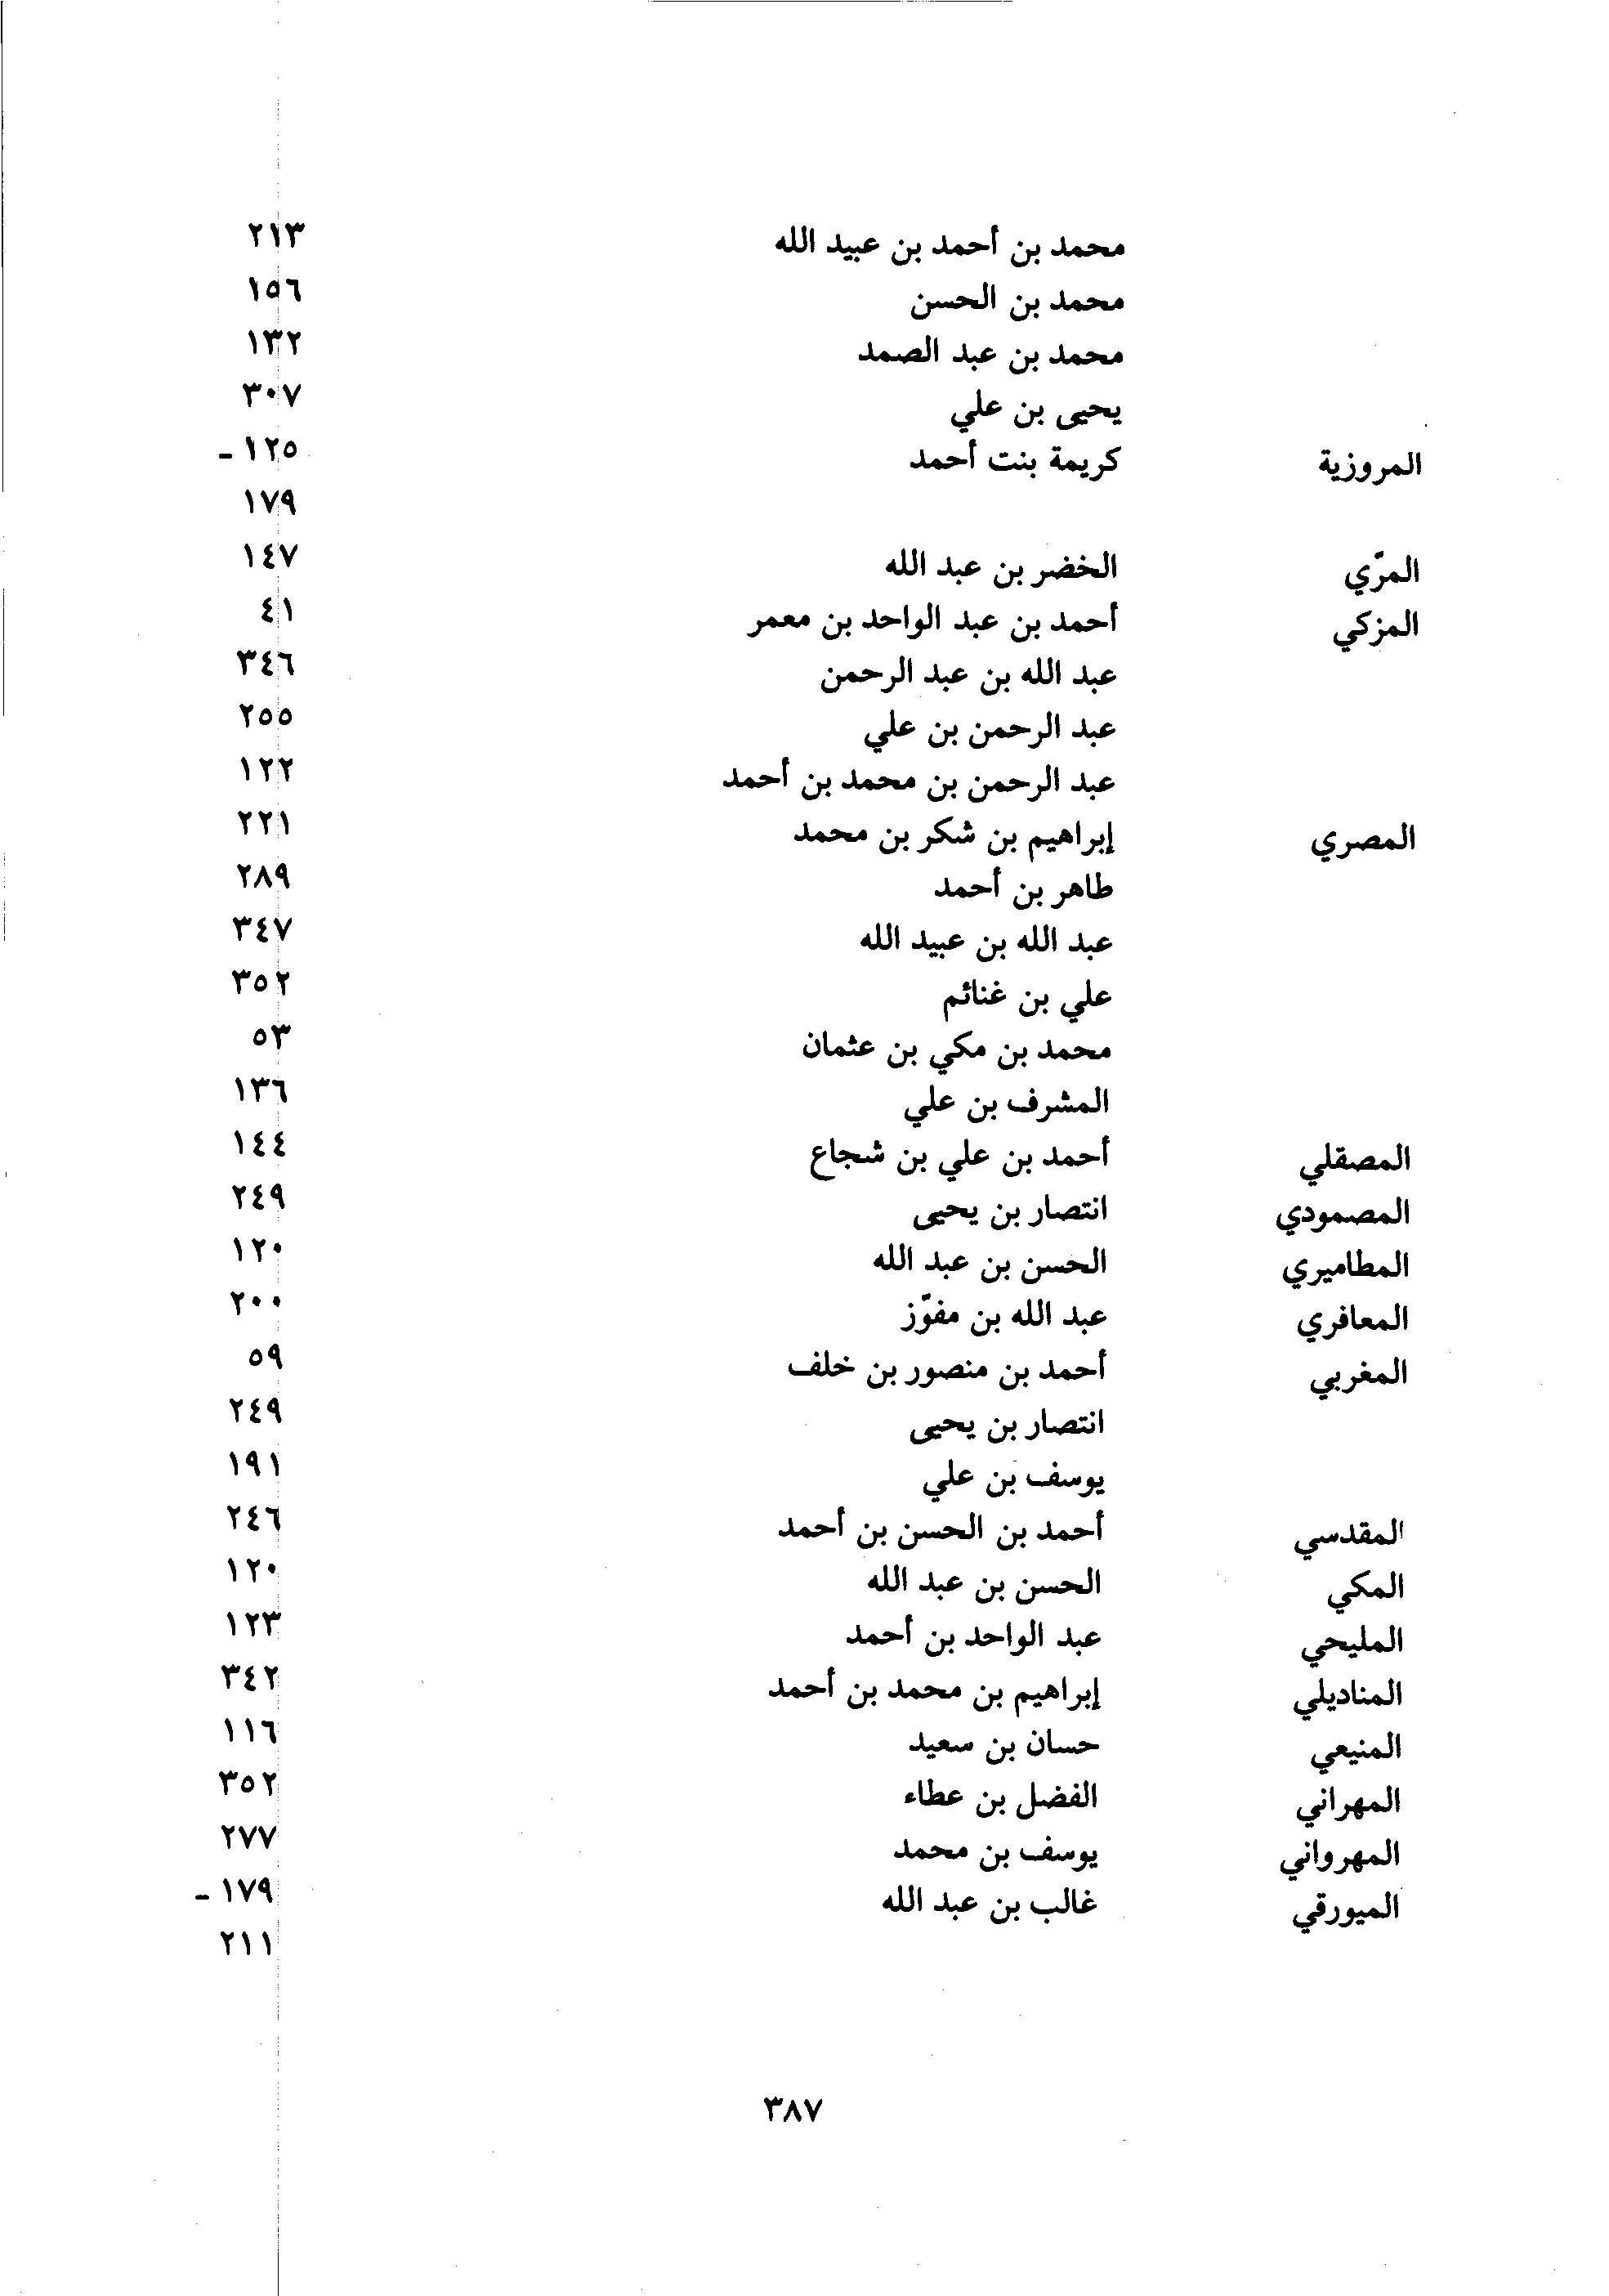 محمد بن أحمد بن عبيد الله ٢١٣
محمد بن الحسن ١٥٦
محمد بن عبد الصمد ١٣٢
يحيى بن علي ٣٠٧
المروزية كريمة بنت أحمد ١٢٥ -
١٧٩
المرّي الخضر بن عبد الله ١٤٧
المزكي أحمد بن عبد الواحد بن معمر ٤١
عبد الله بن عبد الرحمن ٣٤٦
عبد الرحمن بن علي ٢٥٥
عبد الرحمن بن محمد بن أحمد ١٢٢
المصري إبراهيم بن شكر بن محمد ٢٢١
طاهر بن أحمد ٢٨٩
عبد الله بن عبيد الله ٣٤٧
علي بن غنائم ٣٥٢
محمد بن مكي بن عثمان ٥٣
المشرف بن علي ١٣٦
المصقلي أحمد بن علي بن شجاع ١٤٤
المصمودي انتصار بن يحيى ٢٤٩
المطاميري الحسن بن عبد الله ١٢٠
المعافري عبد الله بن مفوّز ٢٠٠
المغربي أحمد بن منصور بن خلف ٥٩
انتصار بن يحيى ٢٤٩
يوسف بن علي ١٩١
المقدسي أحمد بن الحسن بن أحمد ٢٤٦
المكي الحسن بن عبد الله ١٢٠
المليحي عبد الواحد بن أحمد ١٢٣
المناديلي إبراهيم بن محمد بن أحمد ٣٤٢
المنيعي حسان بن سعيد ١١٦
المهراني الفضل بن عطاء ٣٥٢
المهرواني يوسف بن محمد ٢٧٧
الميورقي غالب بن عبد الله ١٧٩ -
٢١١
٣٨٧